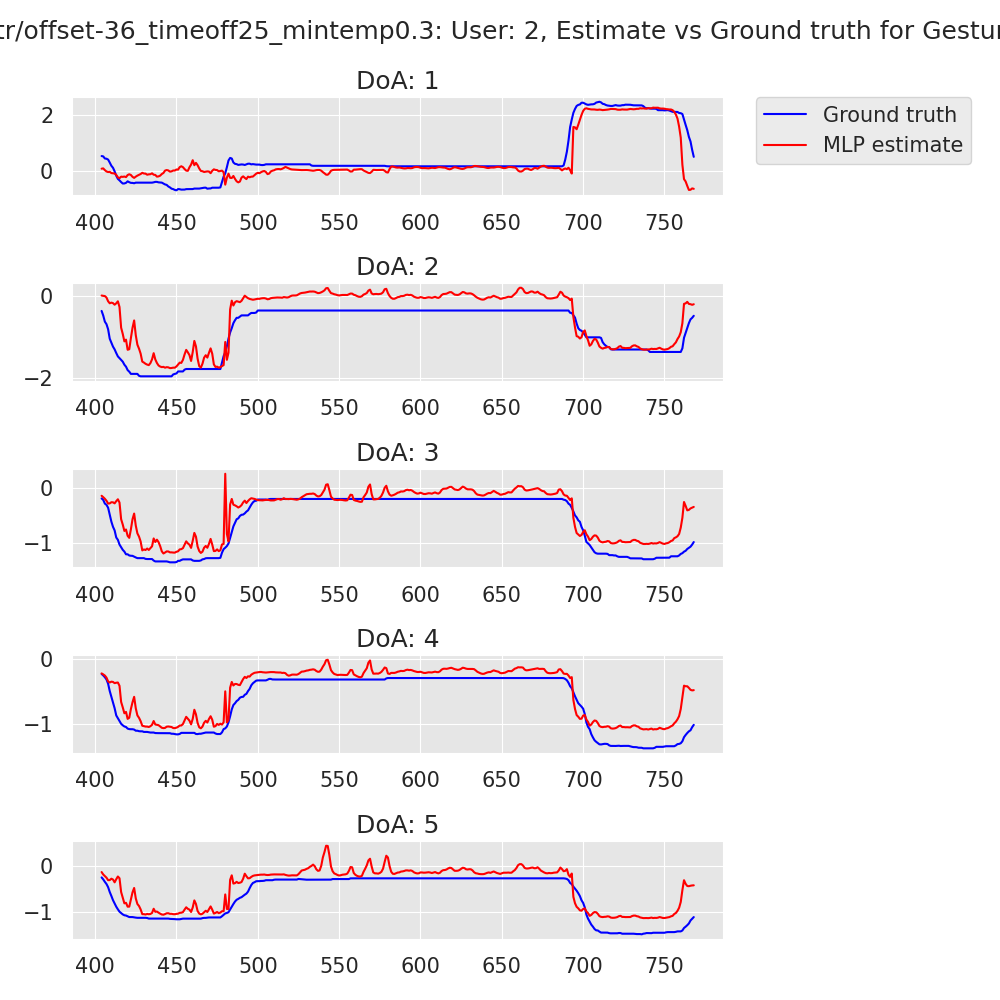 tr/offset-36_timeoff25_mintemp0.3: User: 2, Estimate vs Ground truth for Gestur
DoA: 1
Ground truth
MLP estimate
2
0
400 450 500 550 600 650 700 750
DoA: 2
0
−2
400 450 500 550 600 650 700 750
DoA: 3
0
−1
400 450 500 550 600 650 700 750
DoA: 4
0
−1
400 450 500 550 600 650 700 750
DoA: 5
0
−1
400 450 500 550 600 650 700 750